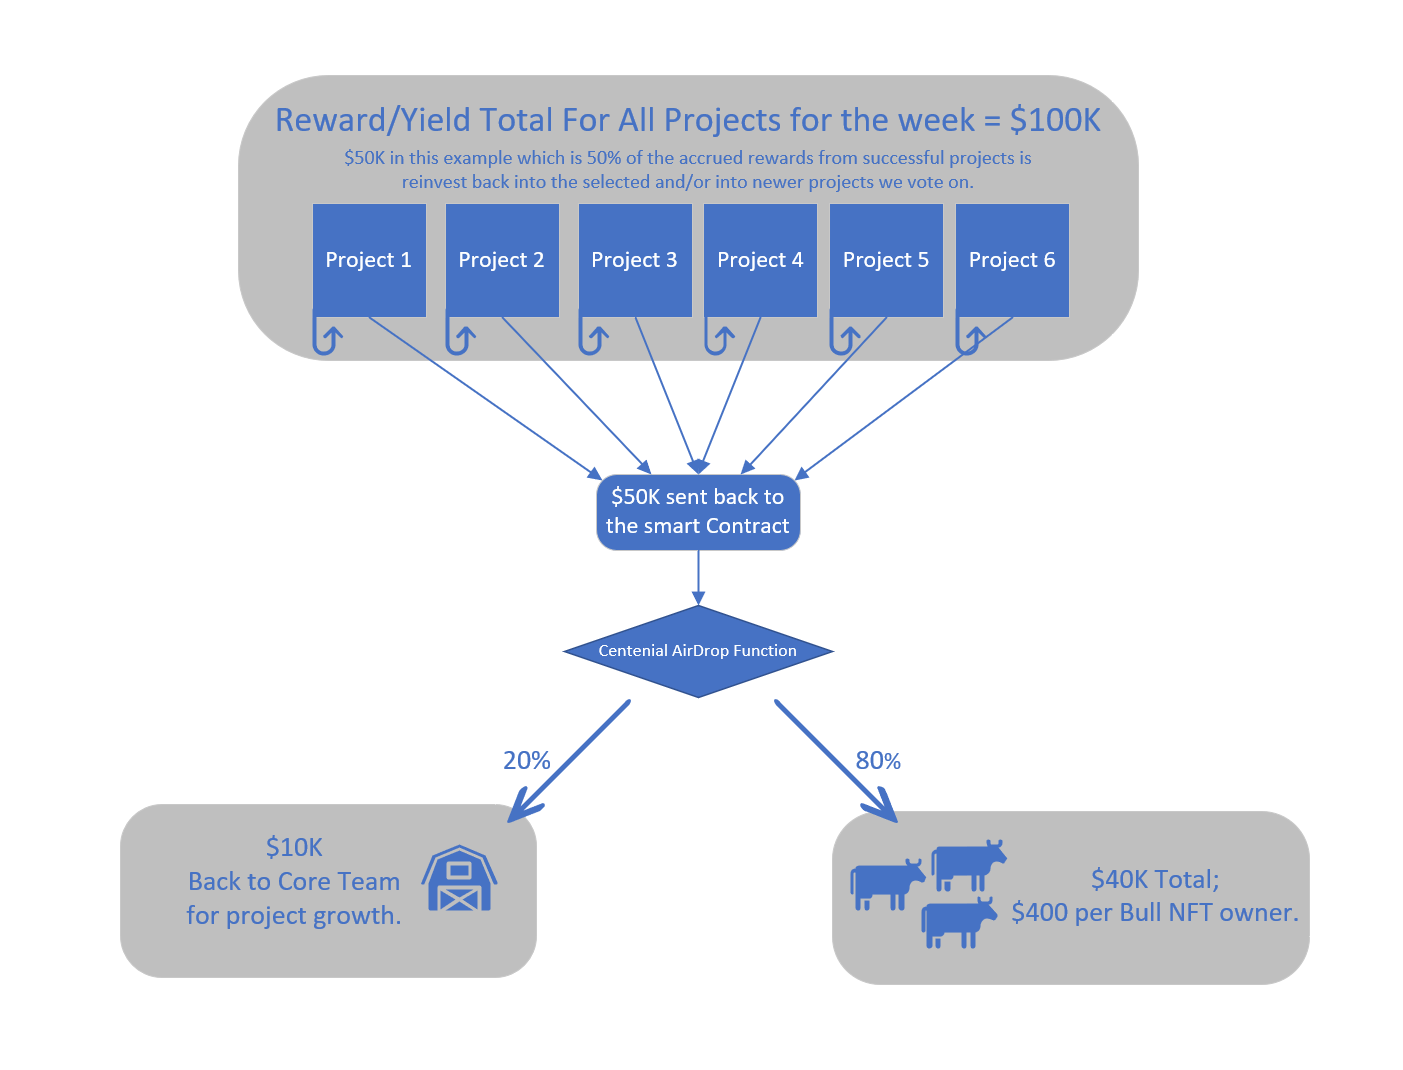 Reward/Yield Total For All Projects for the week = $100K
$50K in this example which is 50% of the accrued rewards from successful projects is
reinvest back into the selected and/or into newer projects we vote on.
Project 1
Project 2
Project 3
Project 4
Project 5
Project 6
$50K sent back to
the smart Contract
Centenial AirDrop Function
20%
80%
$10K
Back to Core Team
for project growth.
$40K Total;
$400 per Bull NFT owner.